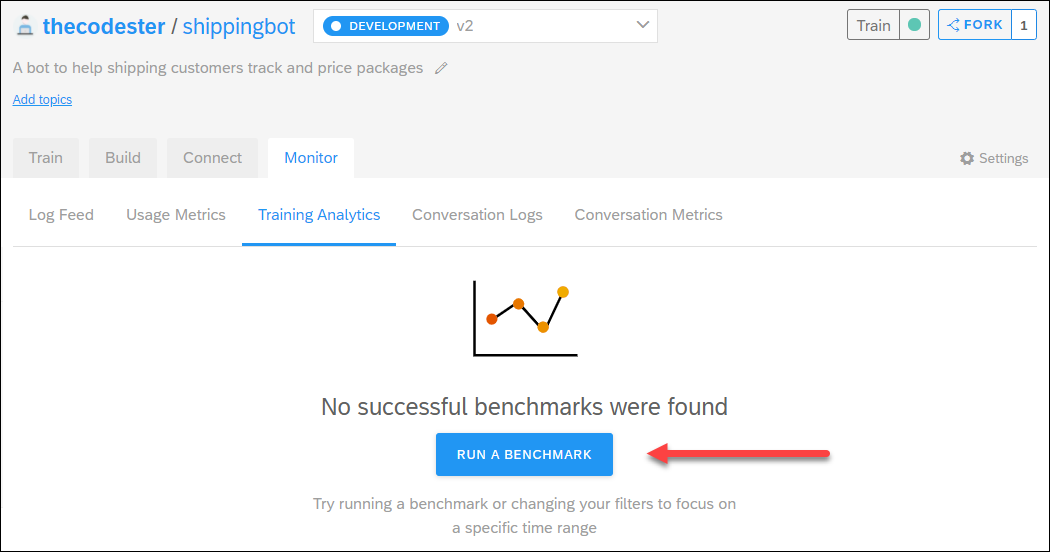 thecodester / shippingbot
DEVELOPMENT v2
Train
FORK 1
A bot to help shipping customers track and price packages
Add topics
Train Build Connect Monitor
Settings
Log Feed Usage Metrics Training Analytics Conversation Logs Conversation Metrics
No successful benchmarks were found
RUN A BENCHMARK
Try running a benchmark or changing your filters to focus on
a specific time range